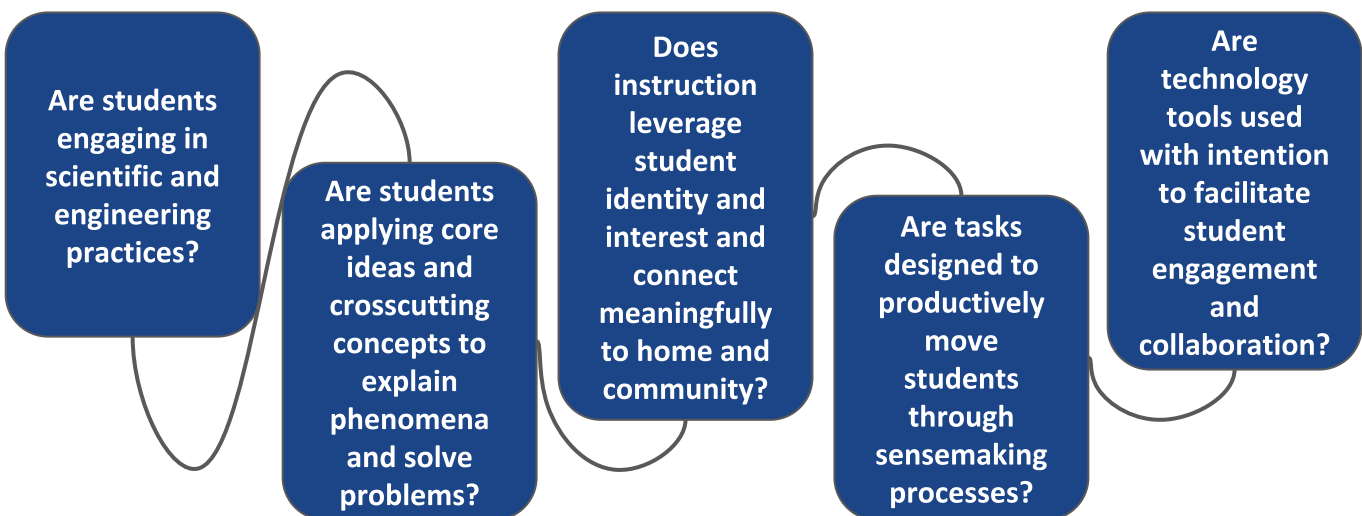 Are students
engaging in
scientific and
engineering
practices?
Are students
applying core
ideas and
crosscutting
concepts to
explain
phenomena
and solve
problems?
Does
instruction
leverage
student
identity and
interest and
connect
meaningfully
to home and
community?
Are tasks
designed to
productively
move
students
through
sensemaking
processes?
Are
technology
tools used
with intention
to facilitate
student
engagement
and
collaboration?